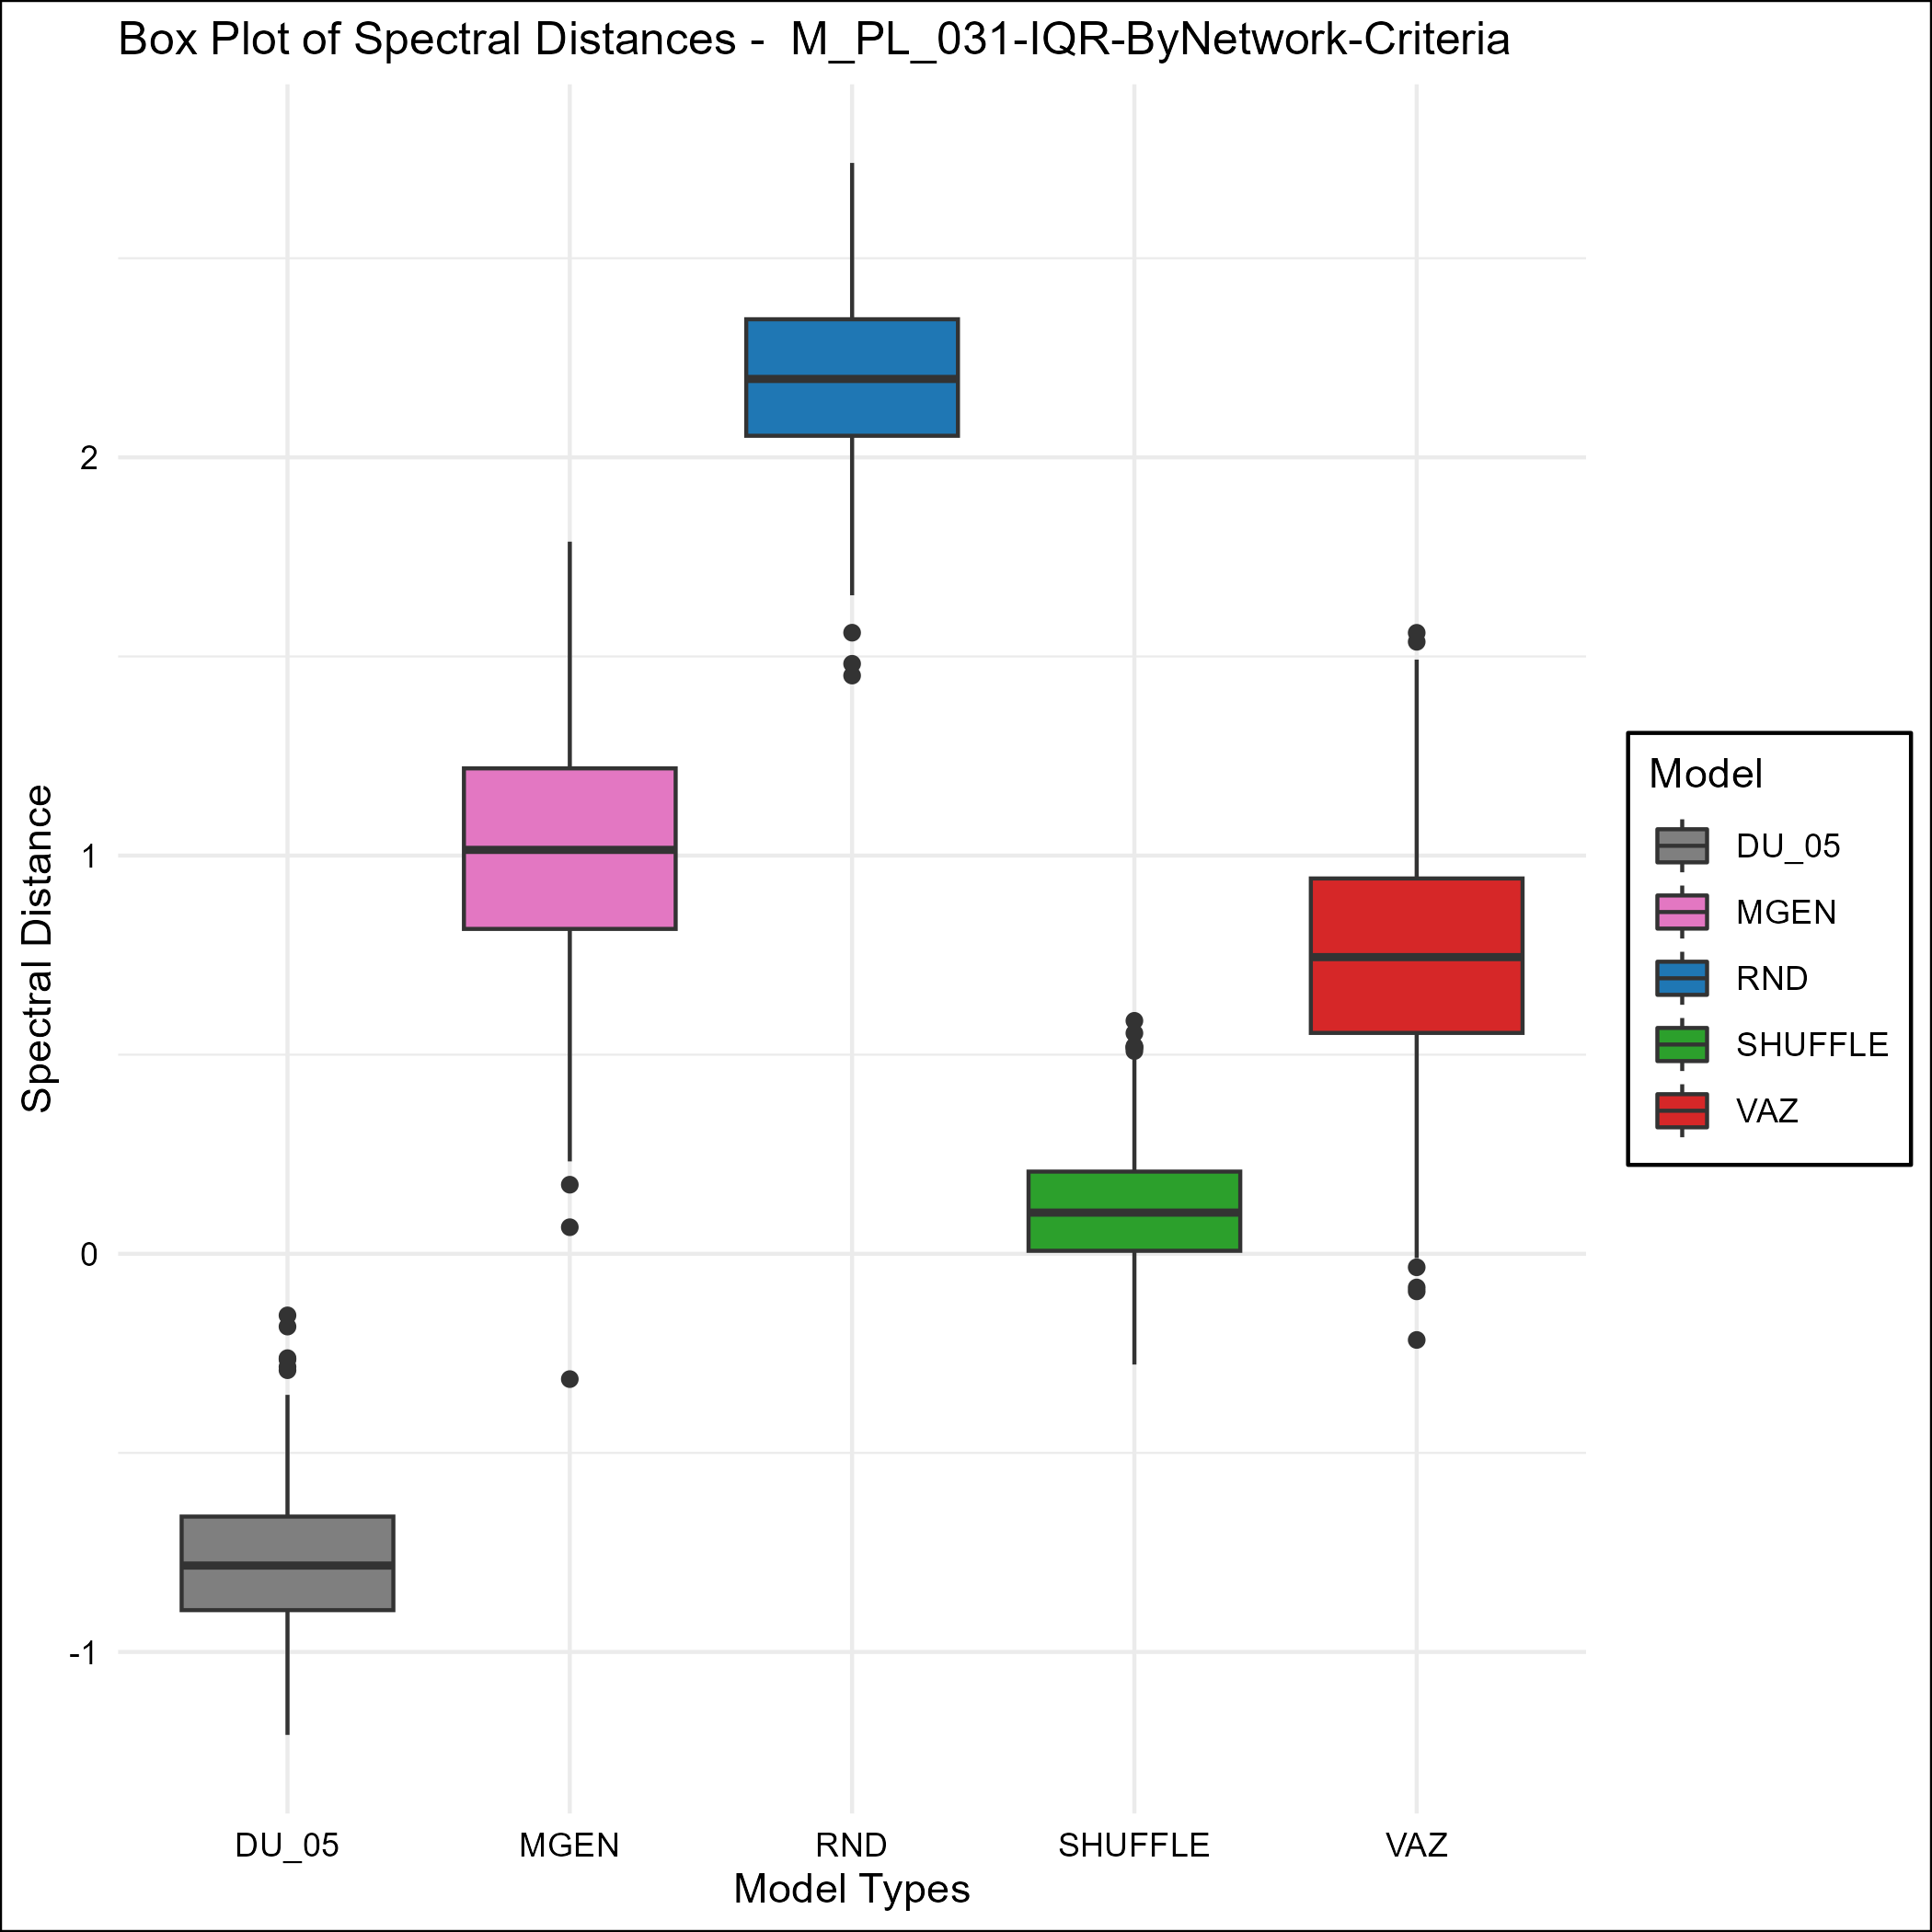 Box Plot of Spectral Distances -  M_PL_031-IQR-ByNetwork-Criteria
Spectral Distance
2
1
0
-1
DU_05
MGEN
RND
SHUFFLE
VAZ
Model Types
Model
DU_05
MGEN
RND
SHUFFLE
VAZ